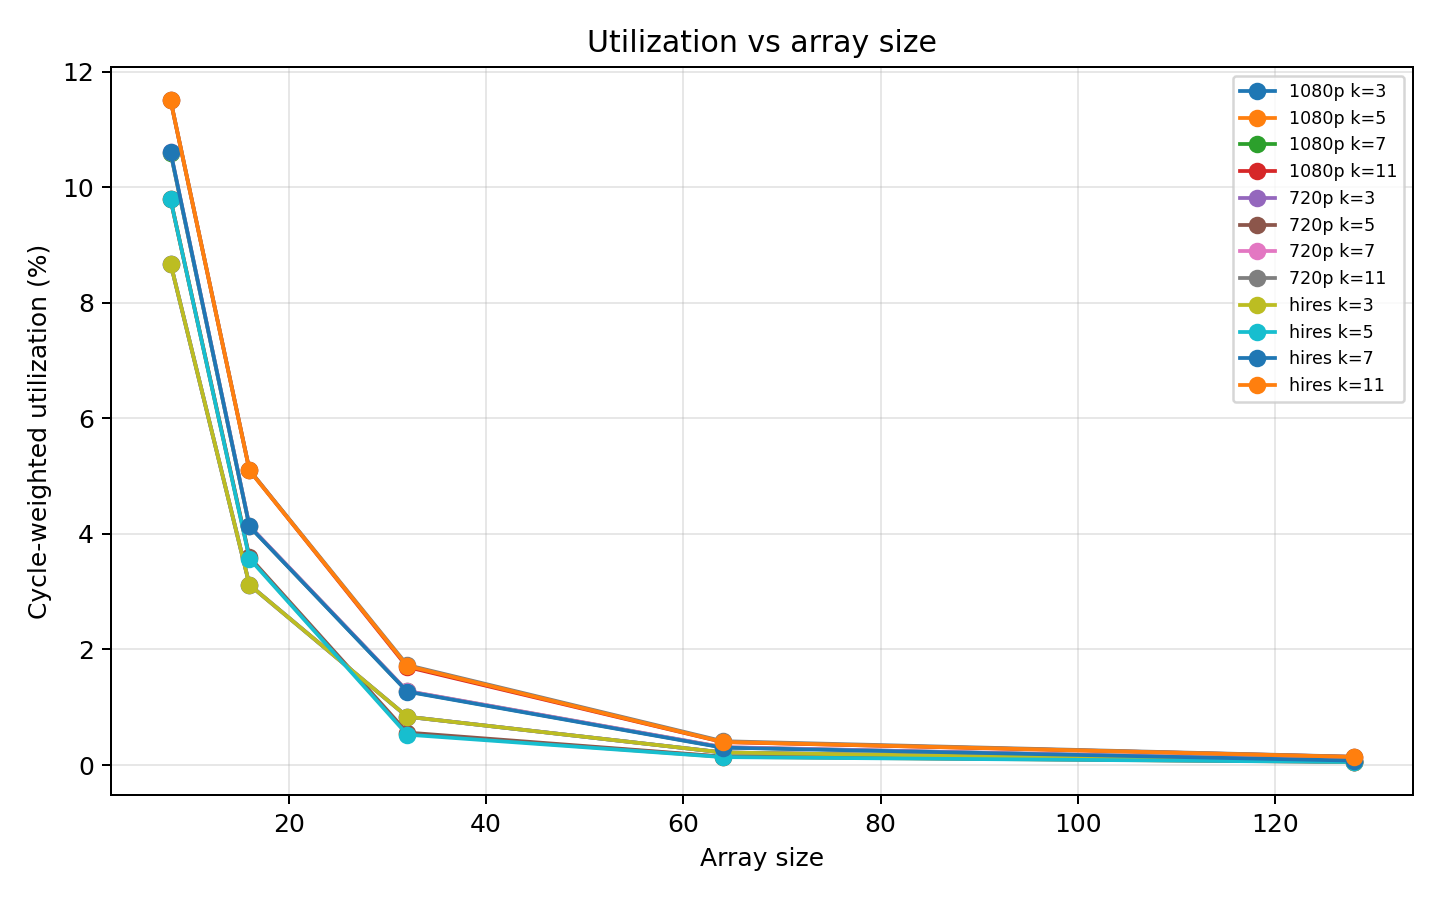 Utilization vs array size
Cycle-weighted utilization (%)
12
10
8
6
4
2
0
1080p k=3
1080p k=5
1080p k=7
1080p k=11
720p k=3
720p k=5
720p k=7
720p k=11
hires k=3
hires k=5
hires k=7
hires k=11
20 40 60 80 100 120
Array size